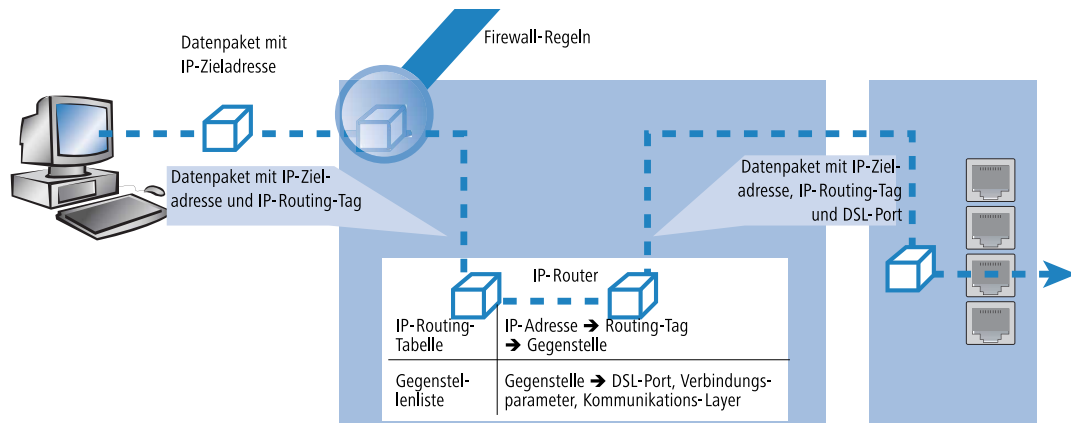 Datenpaket mit
IP-Zieladresse
Firewall-Regeln
Datenpaket mit IP-Ziel-
adresse und IP-Routing-Tag
Datenpaket mit IP-Ziel-
adresse, IP-Routing-Tag
und DSL-Port
IP-Router
IP-Routing-
Tabelle
IP-Adresse ➔ Routing-Tag
➔ Gegenstelle
Gegenstel-
lenliste
Gegenstelle ➔ DSL-Port, Verbindungs-
parameter, Kommunikations-Layer